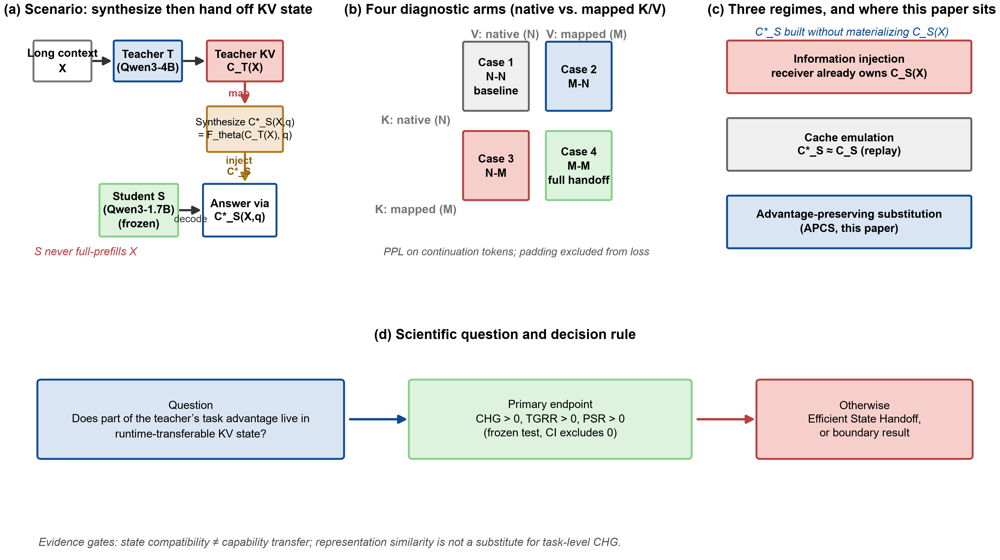 (a) Scenario: synthesize then hand off KV state
Long context
X
Teacher T
(Qwen3-4B)
Teacher KV
C_T(X)
map
Synthesize C*_S(X,q)
= F_theta(C_T(X), q)
inject
C*_S
Student S
(Qwen3-1.7B)
(frozen)
decode
Answer via
C*_S(X,q)
S never full-prefills X
(b) Four diagnostic arms (native vs. mapped K/V)
V: native (N)
V: mapped (M)
Case 1
N-N
baseline
Case 2
M-N
K: native (N)
Case 3
N-M
Case 4
M-M
full handoff
K: mapped (M)
PPL on continuation tokens; padding excluded from loss
(c) Three regimes, and where this paper sits
C*_S built without materializing C_S(X)
Information injection
receiver already owns C_S(X)
Cache emulation
C*_S ≈ C_S (replay)
Advantage-preserving substitution
(APCS, this paper)
(d) Scientific question and decision rule
Question
Does part of the teacher’s task advantage live in
runtime-transferable KV state?
Primary endpoint
CHG > 0, TGRR > 0, PSR > 0
(frozen test, CI excludes 0)
Otherwise
Efficient State Handoff,
or boundary result
Evidence gates: state compatibility ≠ capability transfer; representation similarity is not a substitute for task-level CHG.